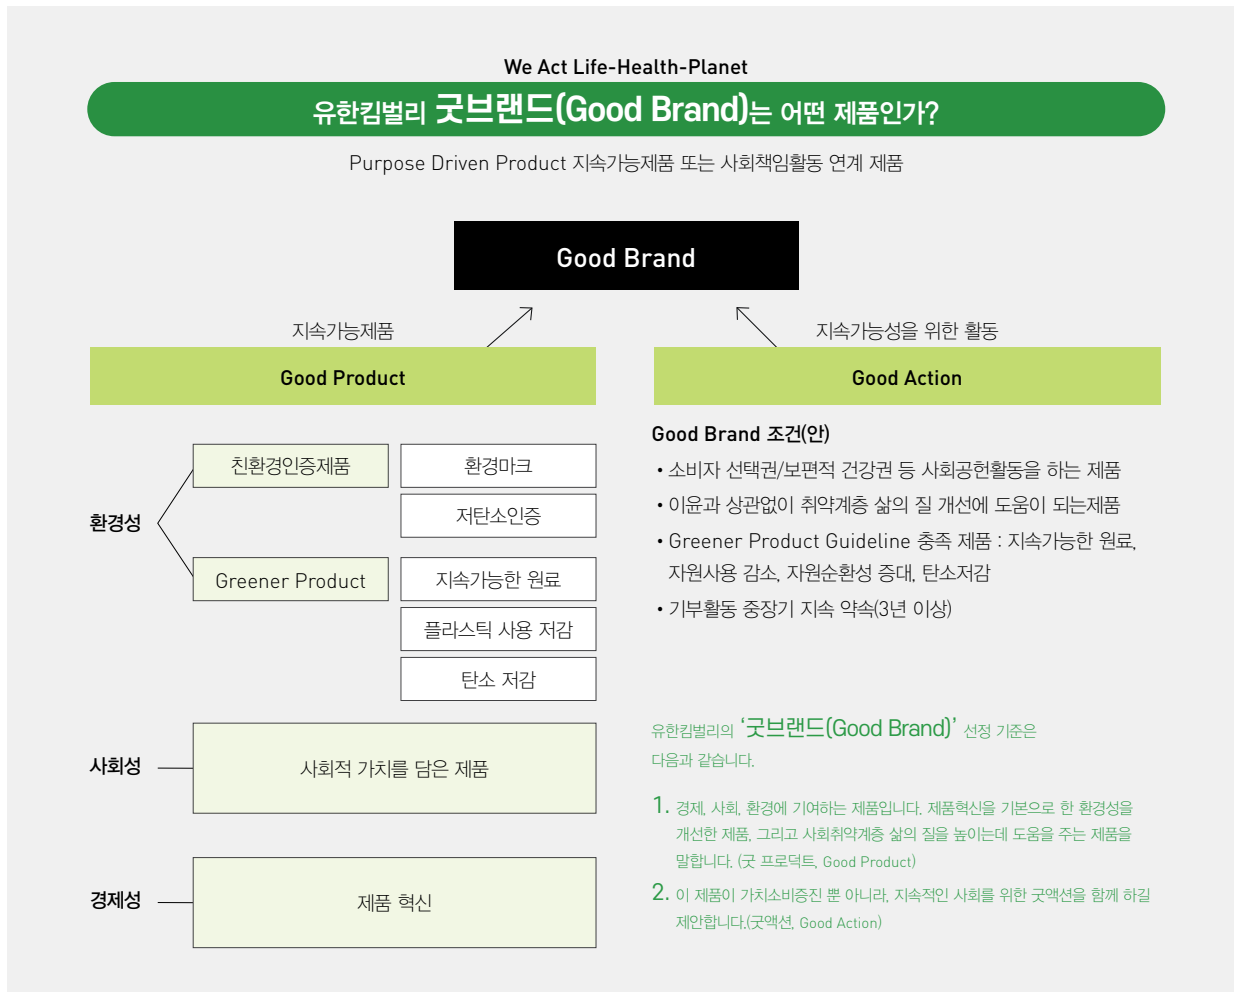 We Act Life-Health-Planet
유한킴벌리 굿브랜드(Good Brand)는 어떤 제품인가?
Purpose Driven Product 지속가능제품 또는 사회책임활동 연계 제품
Good Brand
지속가능제품
Good Product
환경성
친환경인증제품
환경마크
저탄소인증
Greener Product
지속가능한 원료
플라스틱 사용 저감
탄소 저감
사회성
사회적 가치를 담은 제품
경제성
제품 혁신
지속가능성을 위한 활동
Good Action
Good Brand 조건(안)
• 소비자 선택권/보편적 건강권 등 사회공헌활동을 하는 제품
• 이윤과 상관없이 취약계층 삶의 질 개선에 도움이 되는제품
• Greener Product Guideline 충족 제품 : 지속가능한 원료,
자원사용 감소, 자원순환성 증대, 탄소저감
• 기부활동 중장기 지속 약속(3년 이상)
유한킴벌리의 ‘굿브랜드(Good Brand)’ 선정 기준은
다음과 같습니다.
1. 경제, 사회, 환경에 기여하는 제품입니다. 제품혁신을 기본으로 한 환경성을
개선한 제품, 그리고 사회취약계층 삶의 질을 높이는데 도움을 주는 제품을
말합니다. (굿 프로덕트, Good Product)
2. 이 제품이 가치소비증진 뿐 아니라, 지속적인 사회를 위한 굿액션을 함께 하길
제안합니다.(굿액션, Good Action)